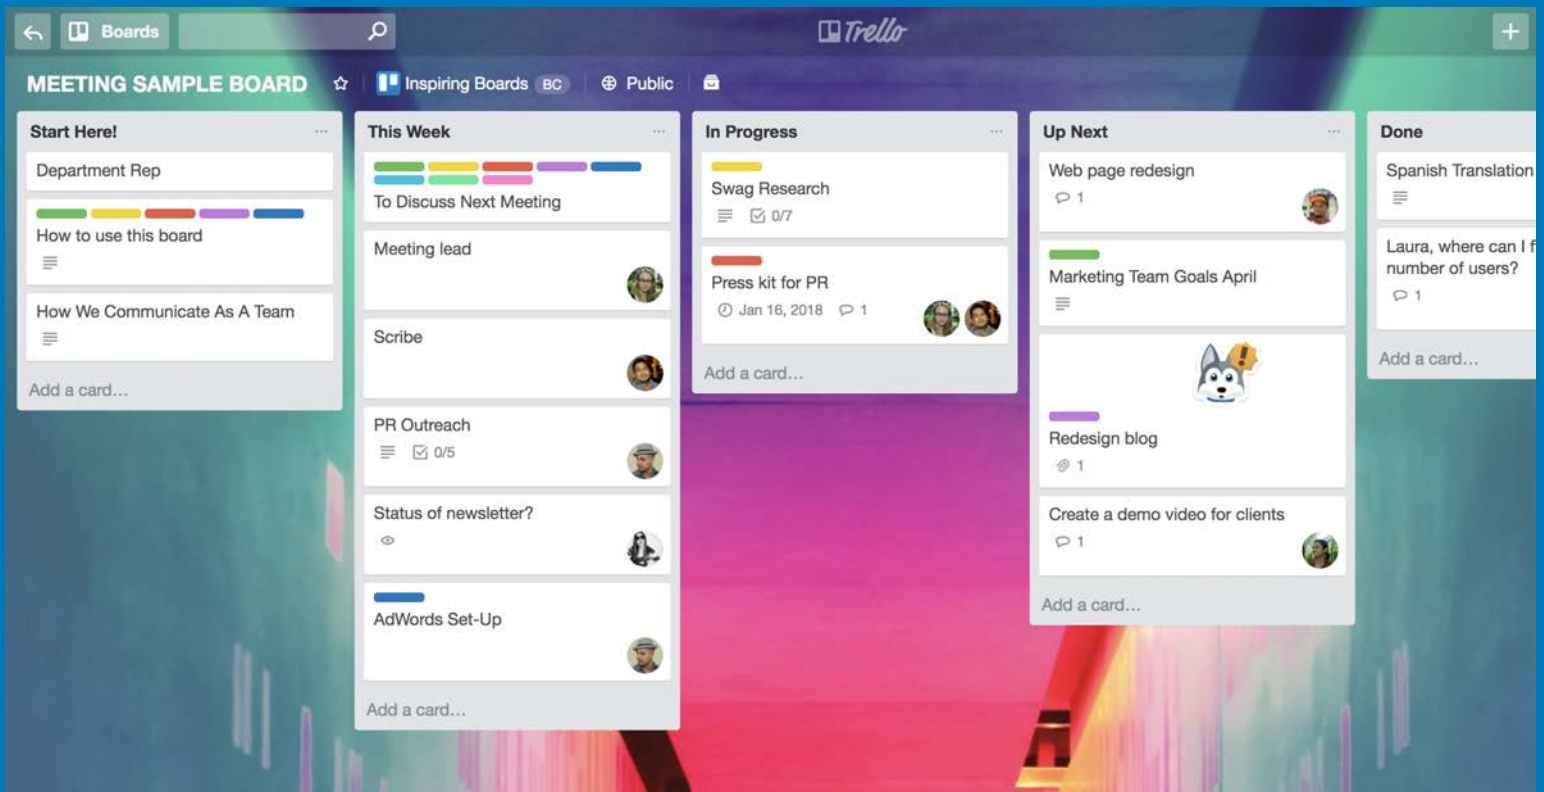 Boards
Trello
MEETING SAMPLE BOARD
Inspiring Boards BC
Public
Start Here!
Department Rep
How to use this board
How We Communicate As A Team
Add a card...
This Week
To Discuss Next Meeting
Meeting lead
Scribe
PR Outreach
0/5
Status of newsletter?
AdWords Set-Up
Add a card...
In Progress
Swag Research
0/7
Press kit for PR
Jan 16, 2018 1
Add a card...
Up Next
Web page redesign
1
Marketing Team Goals April
Redesign blog
1
Create a demo video for clients
1
Add a card...
Done
Spanish Translation
Laura, where can I f
number of users?
1
Add a card...